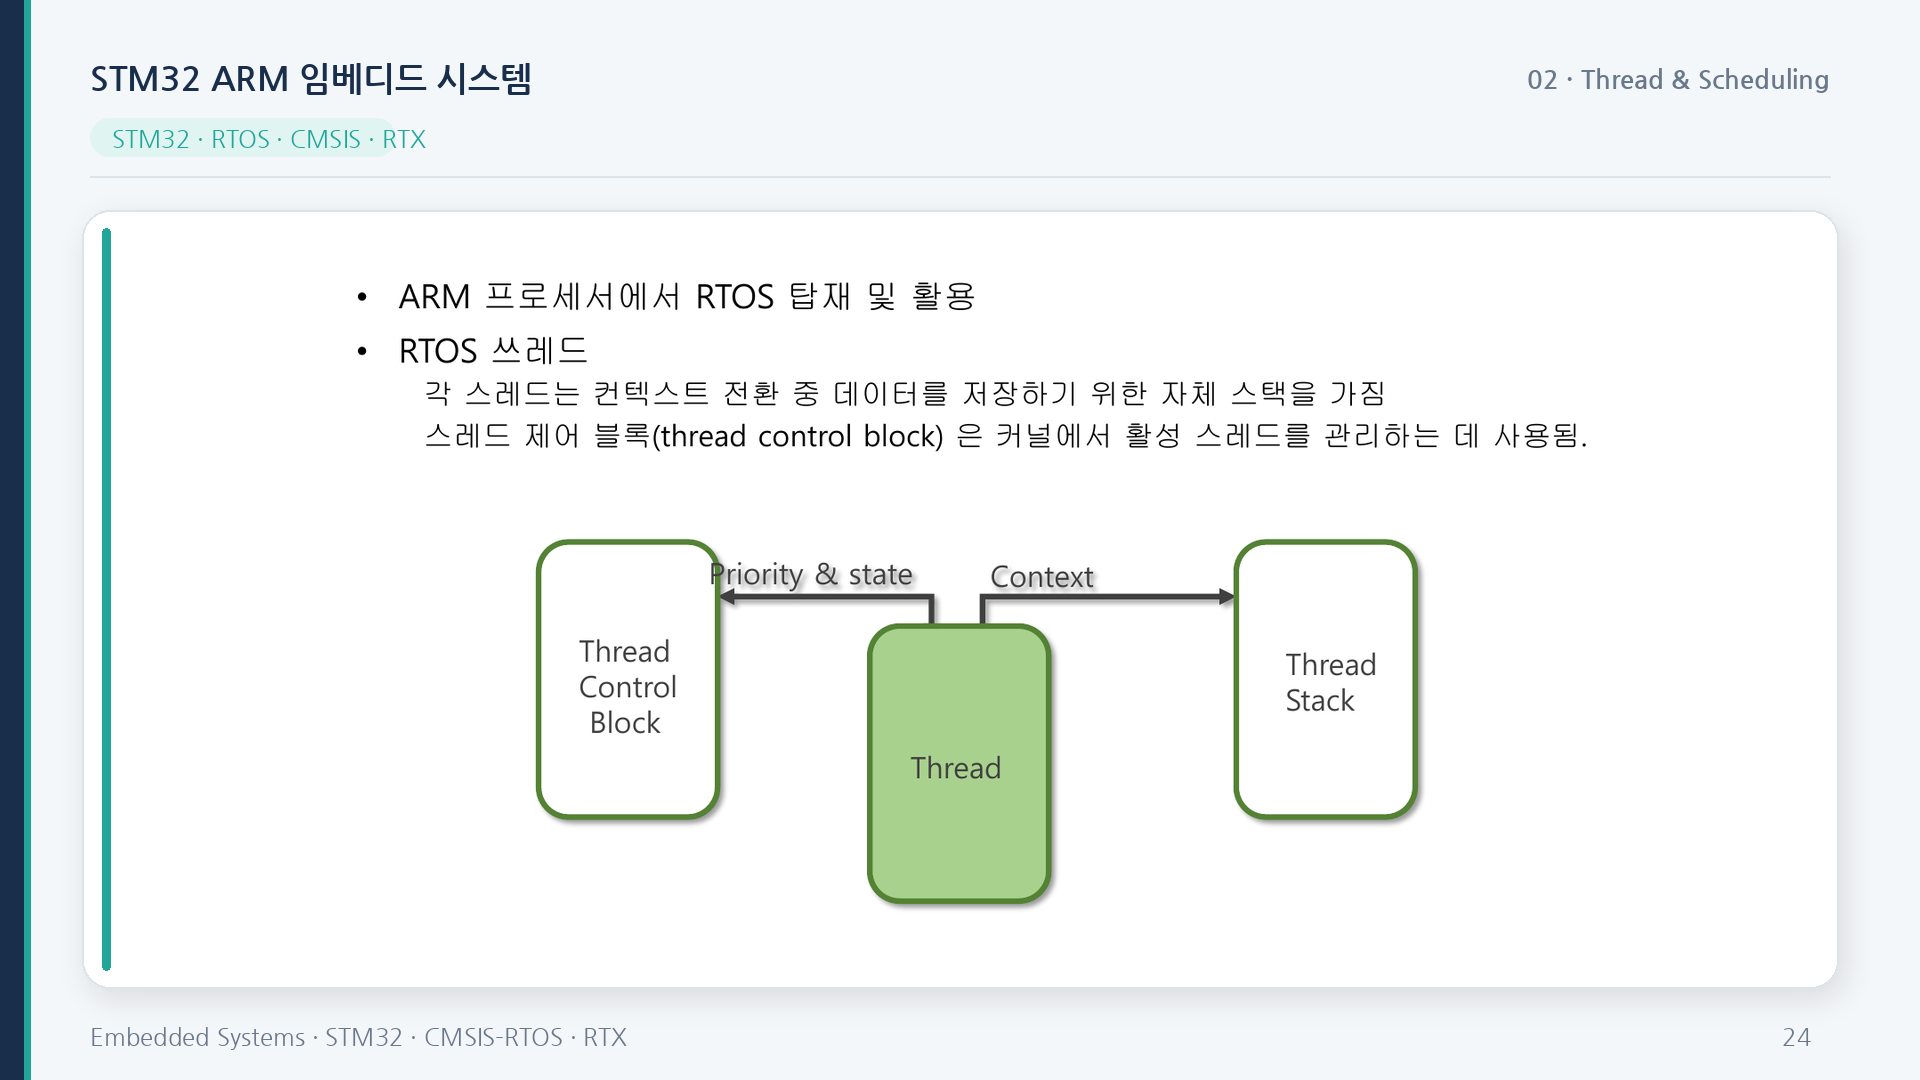 STM32 ARM 임베디드 시스템
02 · Thread & Scheduling
STM32 · RTOS · CMSIS · RTX
• ARM 프로세서에서 RTOS 탑재 및 활용
• RTOS 쓰레드
각 스레드는 컨텍스트 전환 중 데이터를 저장하기 위한 자체 스택을 가짐
스레드 제어 블록(thread control block) 은 커널에서 활성 스레드를 관리하는 데 사용됨.
Priority & state
Context
Thread
Control
Block
Thread
Stack
Thread
Embedded Systems · STM32 · CMSIS-RTOS · RTX
24